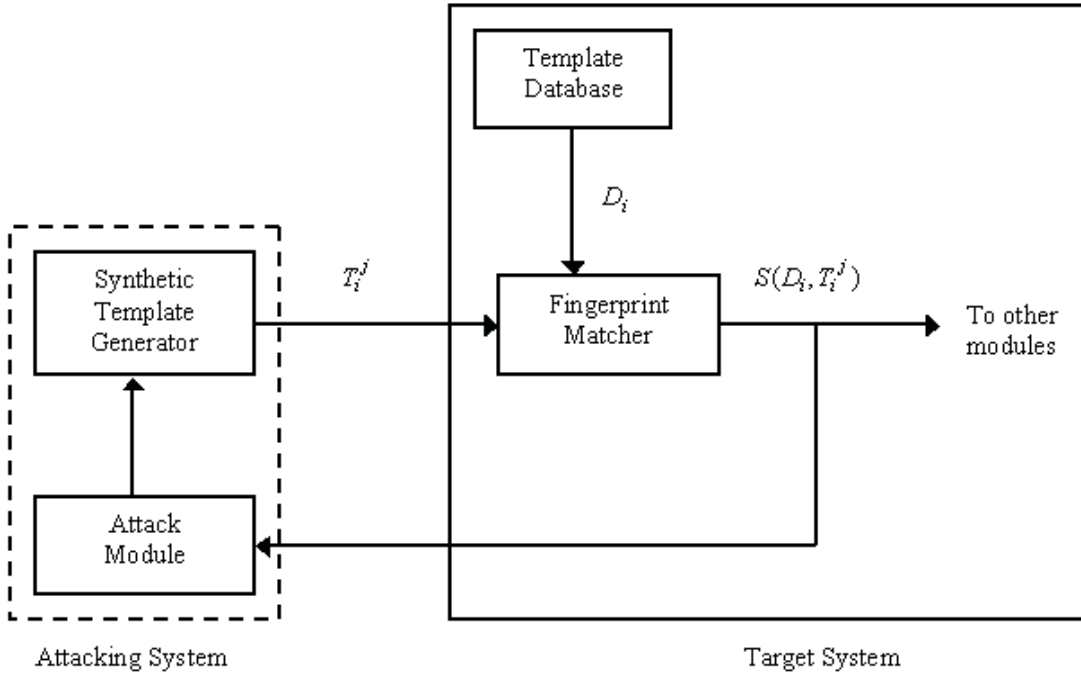 Template
Database
D_i
Synthetic
Template
Generator
T_i^j
Fingerprint
Matcher
S(D_i, T_i^j)
To other
modules
Attack
Module
Attacking System
Target System